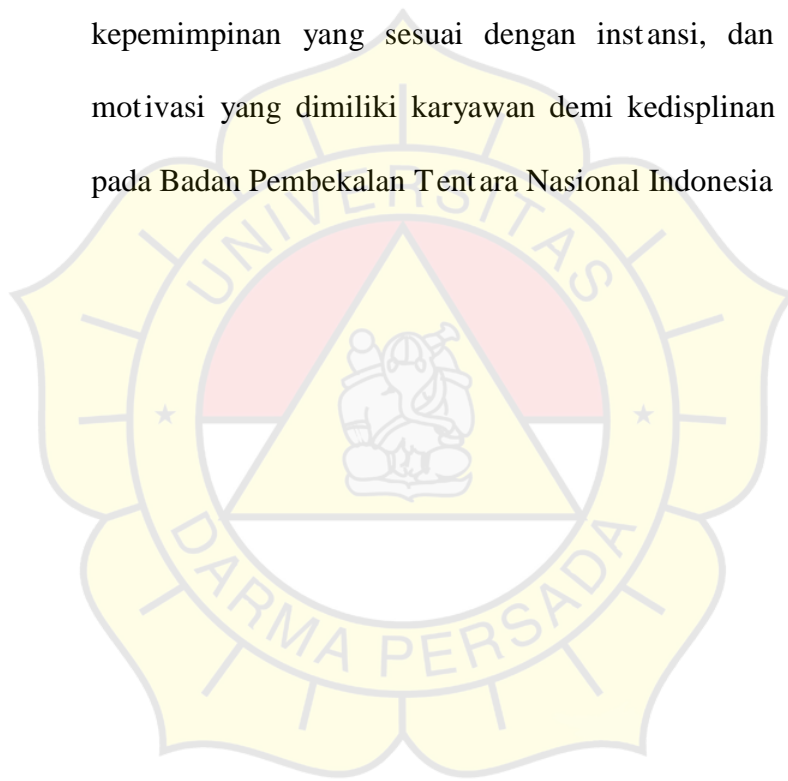 kepemimpinan yang sesuai dengan instansi, dan
motivasi yang dimiliki karyawan demi kedisplinan
pada Badan Pembekalan Tentara Nasional Indonesia
UNIVERSITAS
DARMA PERSADA